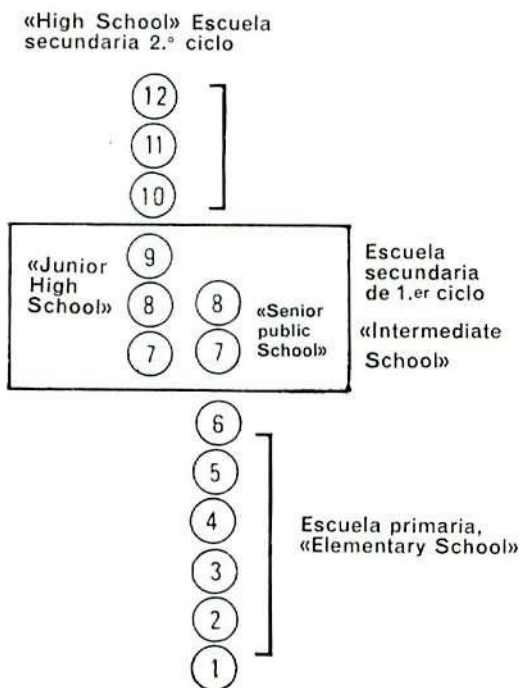 «High School» Escuela
secundaria 2.° ciclo
12
11
10
9
«Junior
High
School»
8
7
8
7
«Senior
public
School»
Escuela
secundaria
de 1.er ciclo
«Intermediate
School»
6
5
4
3
2
1
Escuela primaria,
«Elementary School»